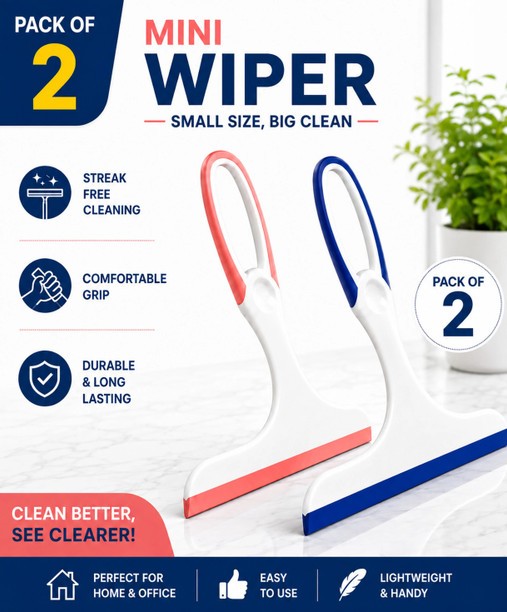 PACK OF
2
MINI
WIPER
SMALL SIZE, BIG CLEAN
STREAK
FREE
CLEANING
COMFORTABLE
GRIP
DURABLE
& LONG
LASTING
PACK OF
2
CLEAN BETTER,
SEE CLEARER!
PERFECT FOR
HOME & OFFICE
EASY
TO USE
LIGHTWEIGHT
& HANDY